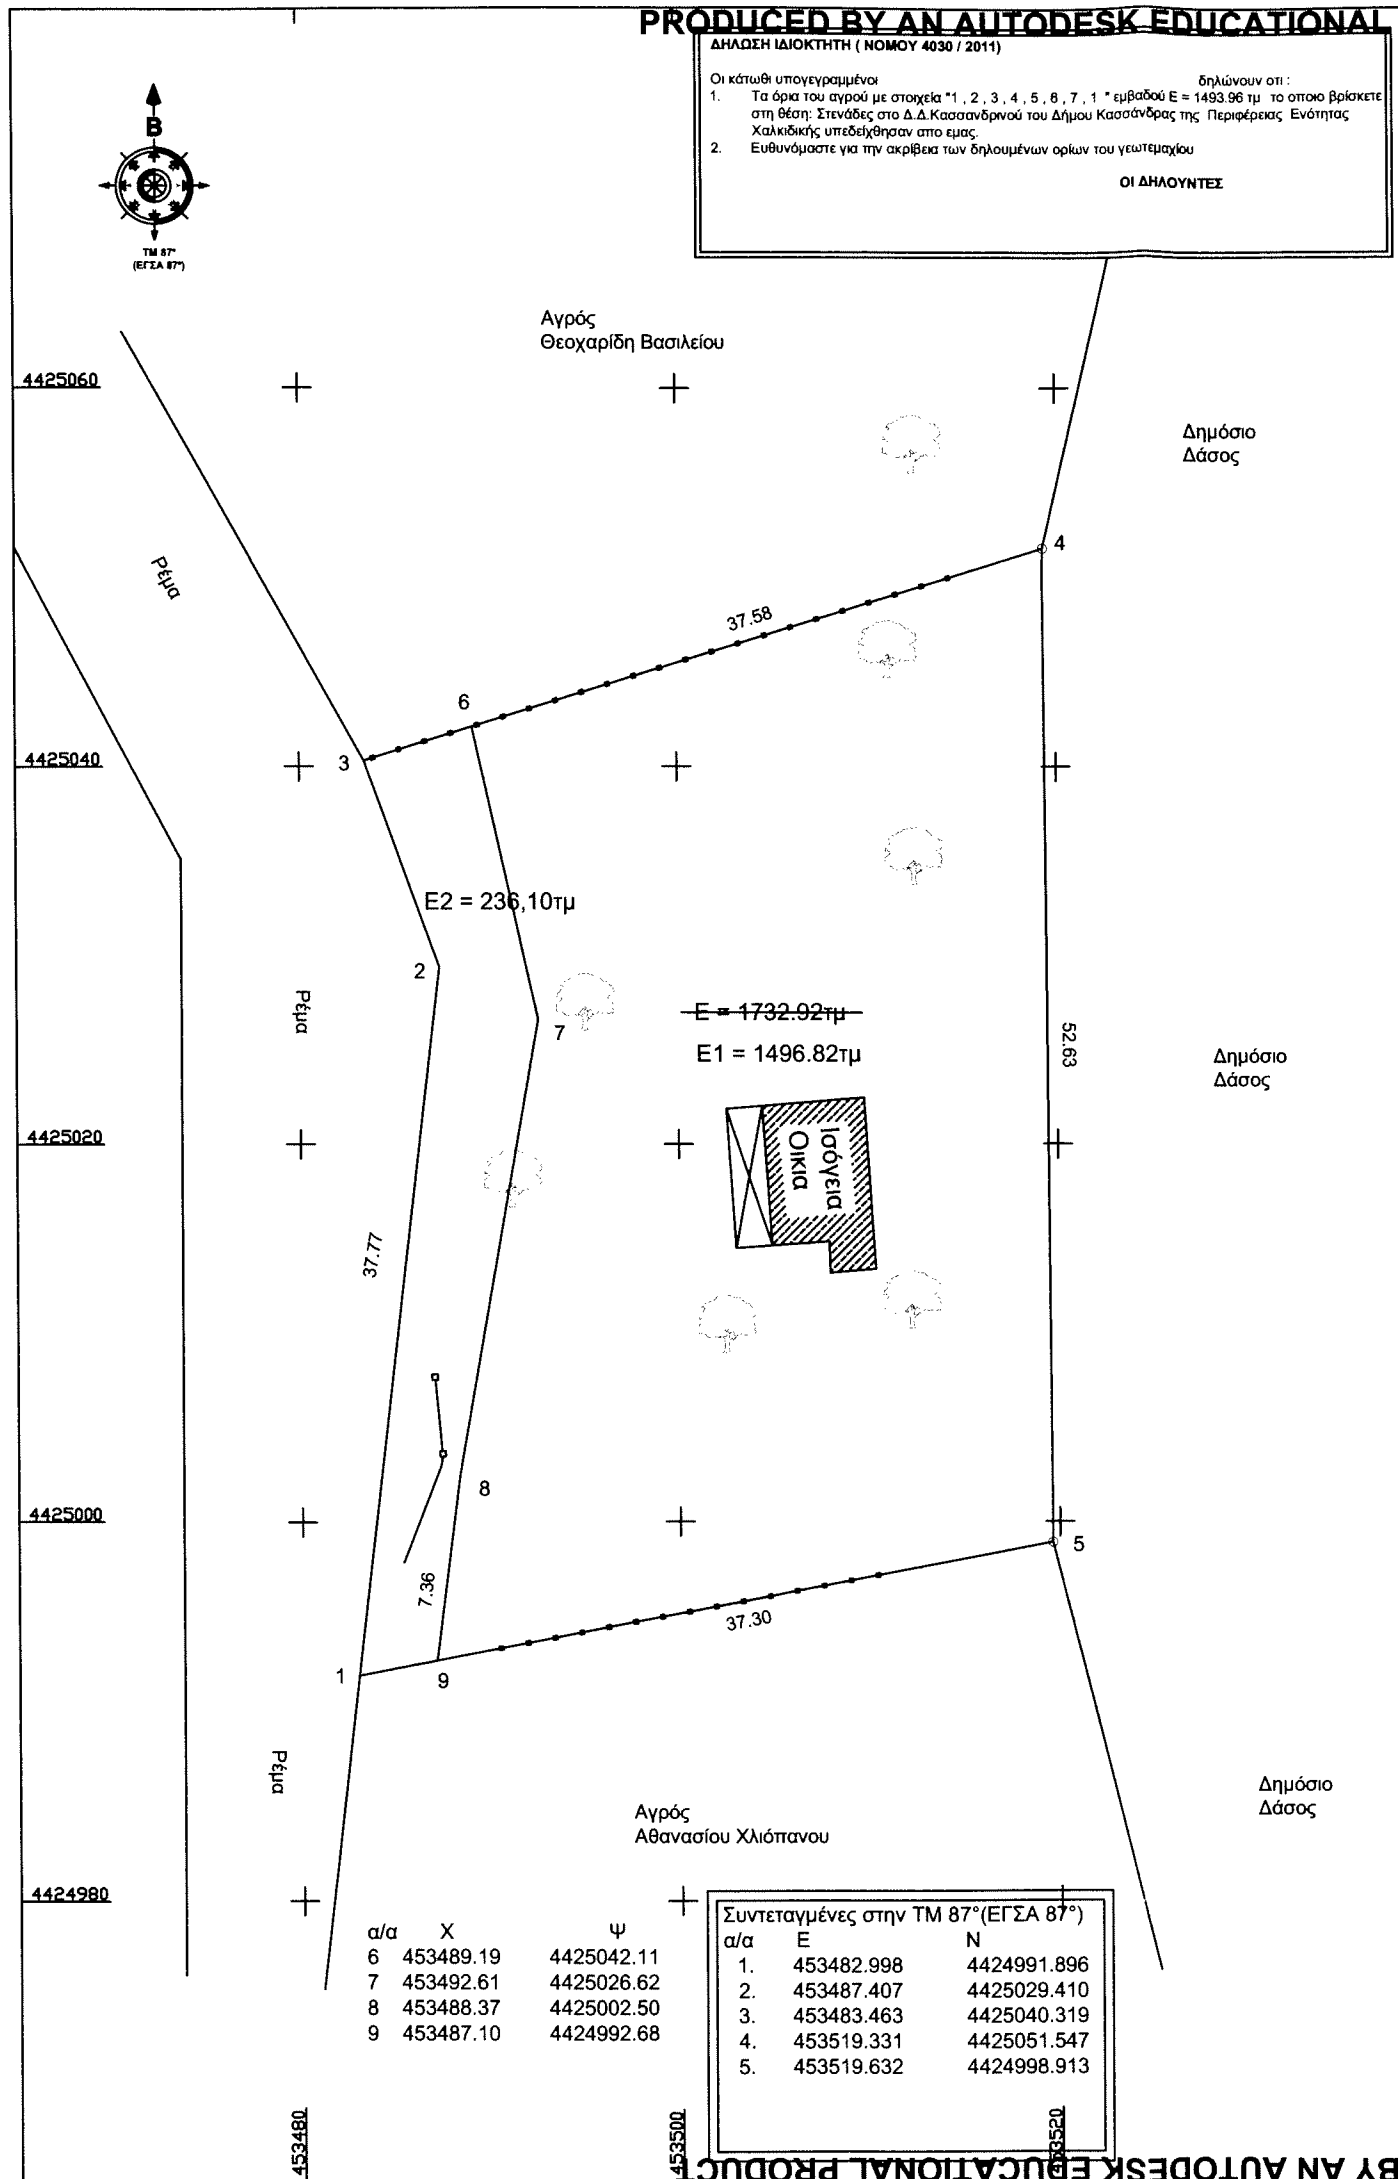 PRODUCED BY AN AUTODESK EDUCATIONAL
ΔΗΛΩΣΗ ΙΔΙΟΚΤΗΤΗ ( ΝΟΜΟΥ 4030 / 2011)
Οι κάτωθι υπογεγραμμένοι δηλώνουν οτι :
1. Τα όρια του αγρού με στοιχεία "1 , 2 , 3 , 4 , 5 , 6 , 7 , 1 " εμβαδού Ε = 1493.96 τμ το οποιο βρίσκετε
στη θέση: Στενάδες στο Δ.Δ.Κασσανδρινού του Δήμου Κασσάνδρας της Περιφέρειας Ενότητας
Χαλκιδικής υπεδείχθησαν απο εμας.
2. Ευθυνόμαστε για την ακρίβεια των δηλουμένων ορίων του γεωτεμαχίου
ΟΙ ΔΗΛΟΥΝΤΕΣ
Β
ΤΜ 87°
(ΕΓΣΑ 87°)
Αγρός
Θεοχαρίδη Βασιλείου
4425060
Δημόσιο
Δάσος
4
Ρέμα
37.58
6
4425040
3
Ε2 = 236,10τμ
2
Ρέμα
7
Ε = 1732.92τμ
Ε1 = 1496.82τμ
52.63
Δημόσιο
Δάσος
4425020
Ισόγεια
Οικια
37.77
8
4425000
5
7.36
37.30
1
9
Ρέμα
Δημόσιο
Δάσος
Αγρός
Αθανασίου Χλιόπανου
4424980
α/α Χ Ψ
6 453489.19 4425042.11
7 453492.61 4425026.62
8 453488.37 4425002.50
9 453487.10 4424992.68
Συντεταγμένες στην ΤΜ 87°(ΕΓΣΑ 87°)
α/α Ε Ν
1. 453482.998 4424991.896
2. 453487.407 4425029.410
3. 453483.463 4425040.319
4. 453519.331 4425051.547
5. 453519.632 4424998.913
453480
453500
453520
BY AN AUTODESK EDUCATIONAL PRODUCT